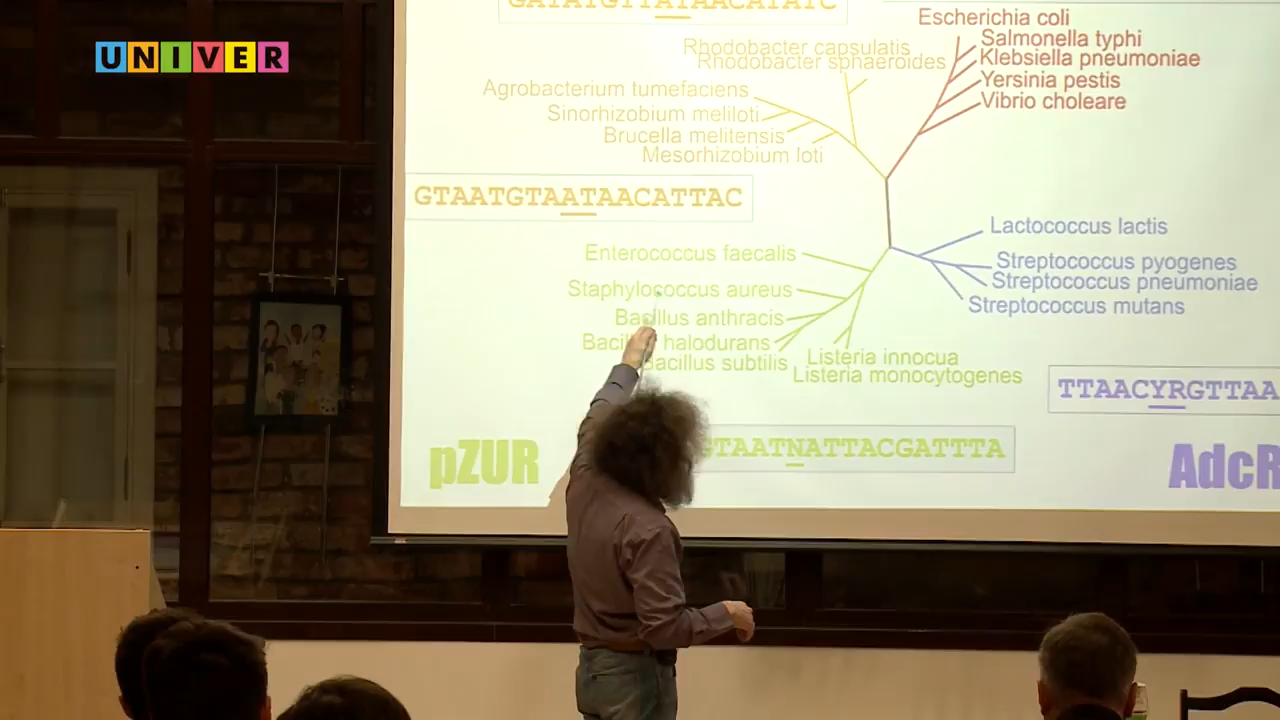 UNIVER
GATATGTTATAACATATC
Escherichia coli
Salmonella typhi
Klebsiella pneumoniae
Yersinia pestis
Vibrio choleare
Rhodobacter capsulatis
Rhodobacter sphaeroides
Agrobacterium tumefaciens
Sinorhizobium meliloti
Brucella melitensis
Mesorhizobium loti
GTAATGTAATAACATTAC
Lactococcus lactis
Streptococcus pyogenes
Streptococcus pneumoniae
Streptococcus mutans
Enterococcus faecalis
Staphylococcus aureus
Bacillus anthracis
halodurans
Bacillus subtilis
Listeria innocua
Listeria monocytogenes
TTAACYRGTTAA
pZUR
GTAATNATTACGATTTA
AdcR